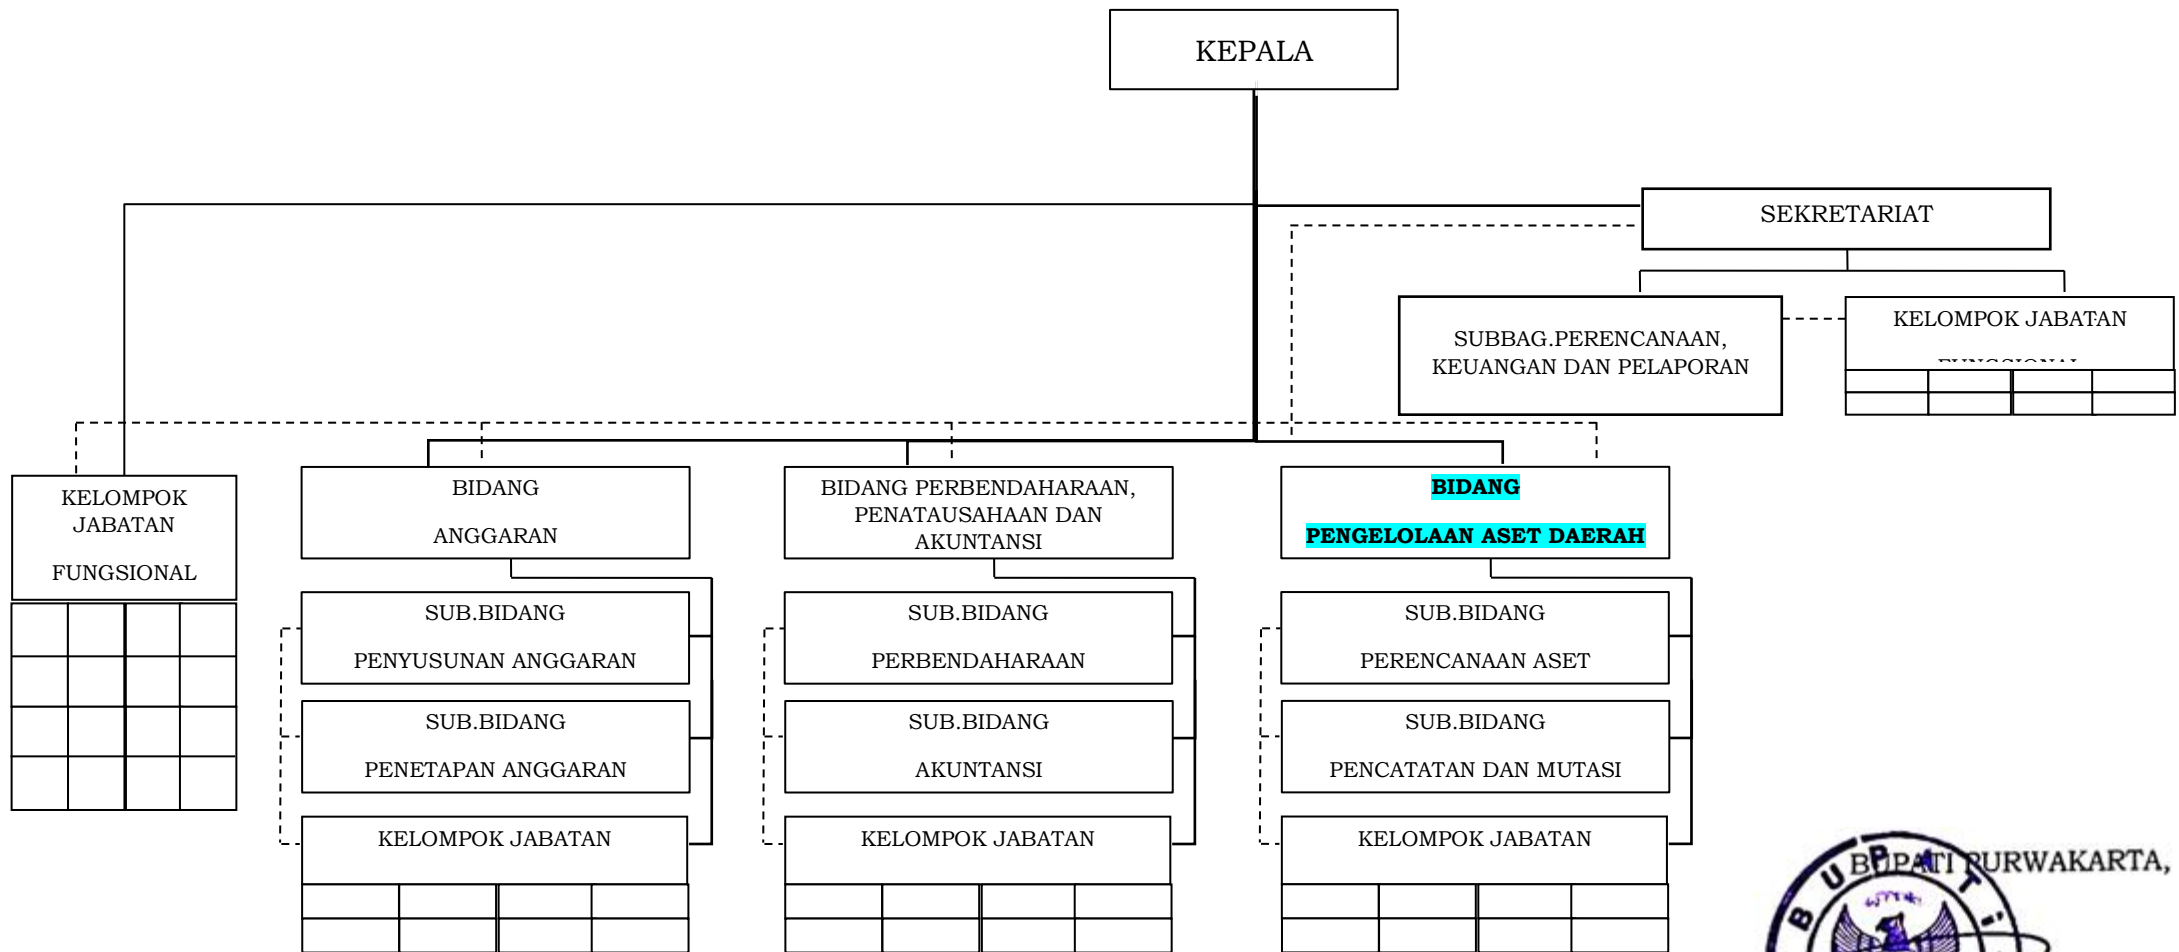 KEPALA
SEKRETARIAT
SUBBAG.PERENCANAAN,
KEUANGAN DAN PELAPORAN
KELOMPOK JABATAN
KELOMPOK
JABATAN
FUNGSIONAL
BIDANG
ANGGARAN
BIDANG PERBENDAHARAAN,
PENATAUSAHAAN DAN
AKUNTANSI
BIDANG
PENGELOLAAN ASET DAERAH
SUB.BIDANG
PENYUSUNAN ANGGARAN
SUB.BIDANG
PERBENDAHARAAN
SUB.BIDANG
PERENCANAAN ASET
SUB.BIDANG
PENETAPAN ANGGARAN
SUB.BIDANG
AKUNTANSI
SUB.BIDANG
PENCATATAN DAN MUTASI
KELOMPOK JABATAN
KELOMPOK JABATAN
KELOMPOK JABATAN
BUPATI PURWAKARTA,
BUPATI